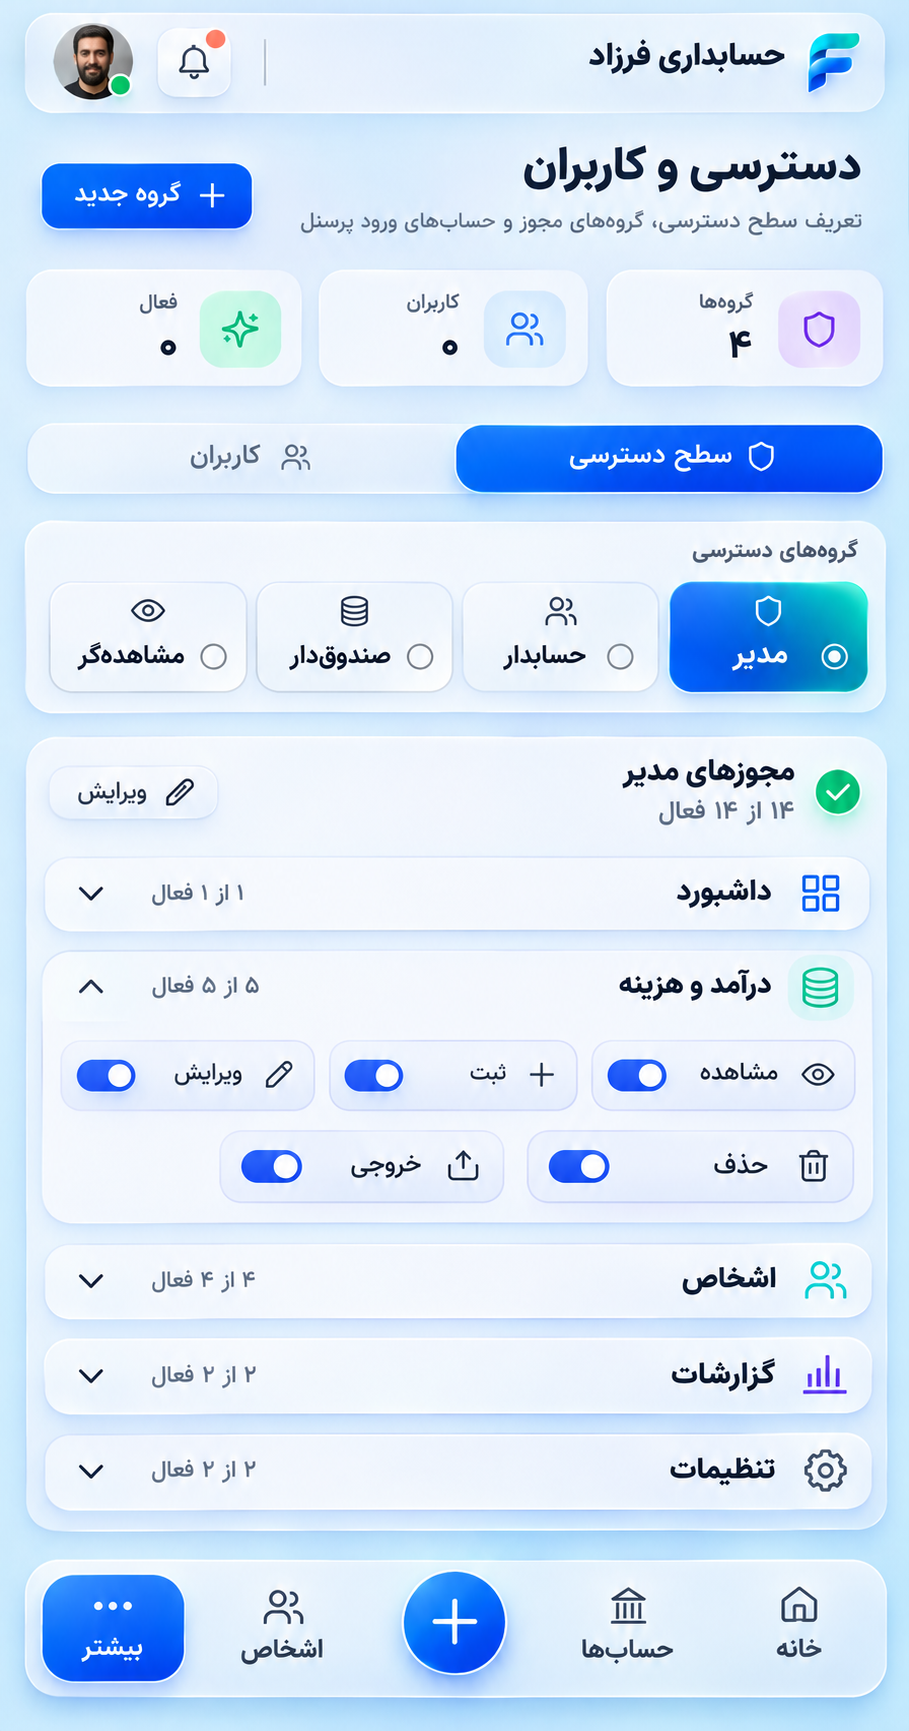 حسابداری فرزاد
دسترسی و کاربران
تعریف سطح دسترسی، گروه‌های مجوز و حساب‌های ورود پرسنل
گروه جدید
گروه‌ها
۴
کاربران
۰
فعال
۰
سطح دسترسی
کاربران
گروه‌های دسترسی
مدیر
حسابدار
صندوق‌دار
مشاهده‌گر
مجوزهای مدیر
۱۴ از ۱۴ فعال
ویرایش
داشبورد
۱ از ۱ فعال
درآمد و هزینه
۵ از ۵ فعال
مشاهده
ثبت
ویرایش
حذف
خروجی
اشخاص
۴ از ۴ فعال
گزارشات
۲ از ۲ فعال
تنظیمات
۲ از ۲ فعال
خانه
حساب‌ها
اشخاص
بیشتر